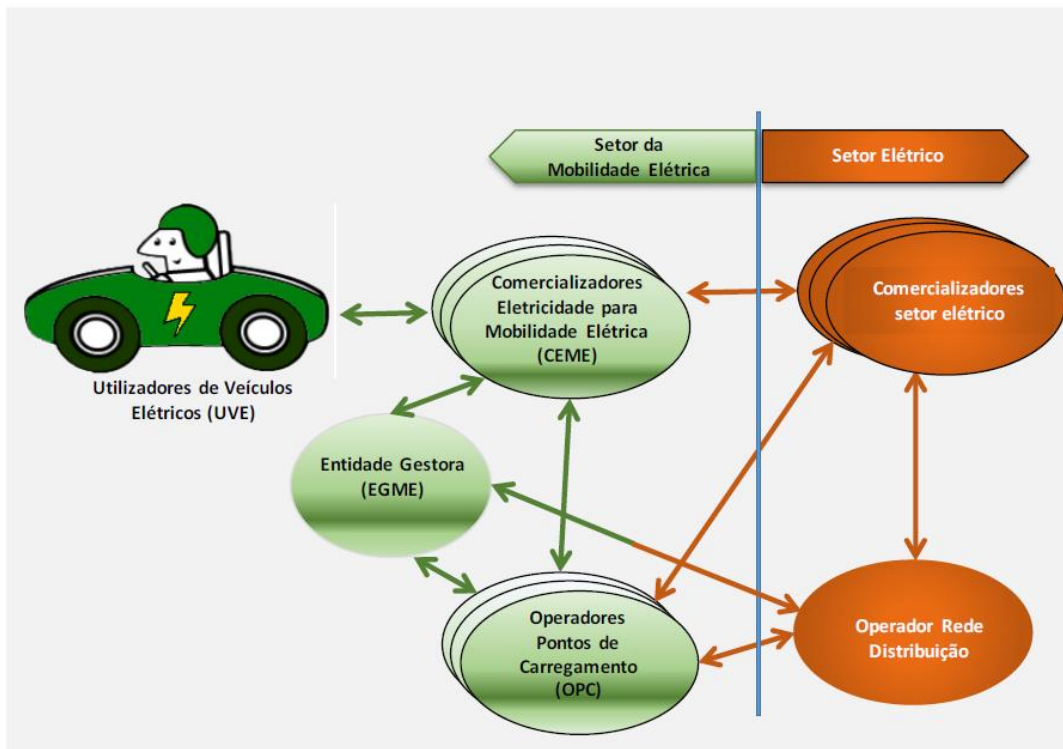 Setor da
Mobilidade Elétrica
Setor Elétrico
Comercializadores
Eletricidade para
Mobilidade Elétrica
(CEME)
Comercializadores
setor elétrico
Utilizadores de Veículos
Elétricos (UVE)
Entidade Gestora
(EGME)
Operadores
Pontos de
Carregamento
(OPC)
Operador Rede
Distribuição